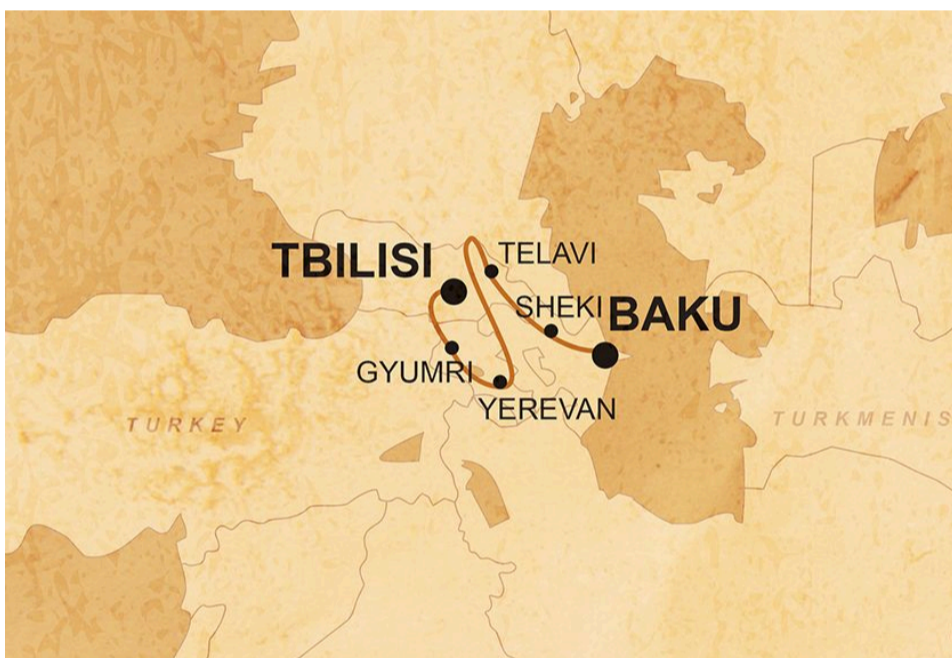 TBILISI
TELAVI
SHEKI
BAKU
GYUMRI
YEREVAN
TURKEY
TURKMENIS